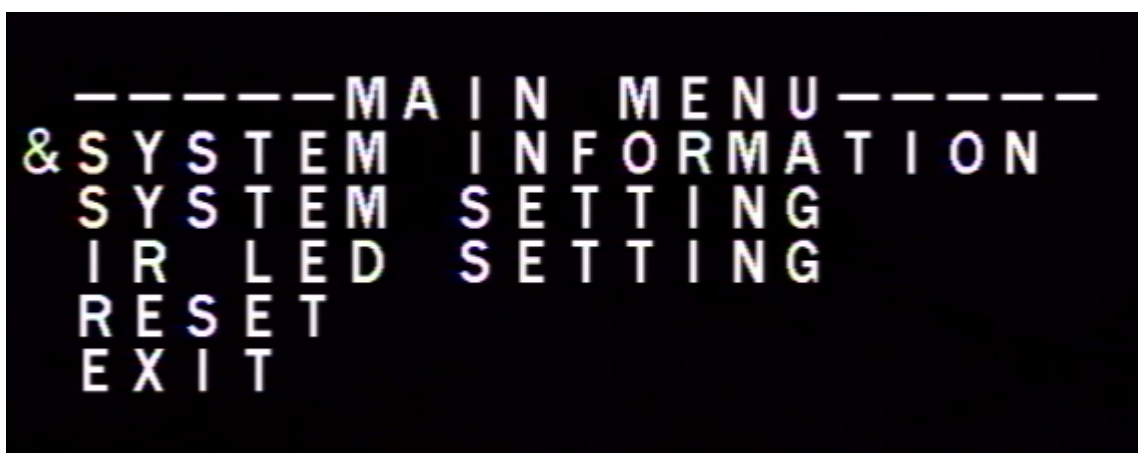 -----MAIN MENU-----
&SYSTEM INFORMATION
SYSTEM SETTING
IR LED SETTING
RESET
EXIT